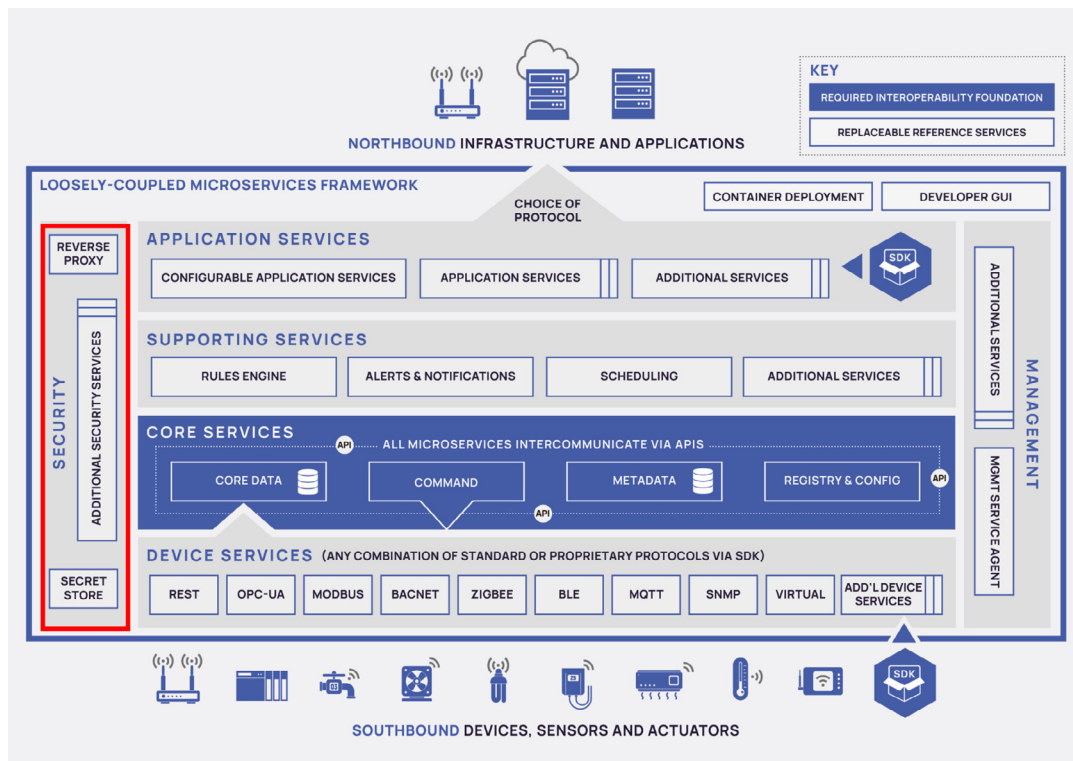 KEY
REQUIRED INTEROPERABILITY FOUNDATION
REPLACEABLE REFERENCE SERVICES
NORTHBOUND INFRASTRUCTURE AND APPLICATIONS
LOOSELY-COUPLED MICROSERVICES FRAMEWORK
CONTAINER DEPLOYMENT
DEVELOPER GUI
CHOICE OF
PROTOCOL
REVERSE
PROXY
SECURITY
ADDITIONAL SECURITY SERVICES
SECRET
STORE
APPLICATION SERVICES
CONFIGURABLE APPLICATION SERVICES
APPLICATION SERVICES
ADDITIONAL SERVICES
SDK
SUPPORTING SERVICES
RULES ENGINE
ALERTS & NOTIFICATIONS
SCHEDULING
ADDITIONAL SERVICES
CORE SERVICES
API
ALL MICROSERVICES INTERCOMMUNICATE VIA APIS
CORE DATA
COMMAND
METADATA
REGISTRY & CONFIG
API
API
DEVICE SERVICES (ANY COMBINATION OF STANDARD OR PROPRIETARY PROTOCOLS VIA SDK)
REST
OPC-UA
MODBUS
BACNET
ZIGBEE
BLE
MQTT
SNMP
VIRTUAL
ADD'L DEVICE
SERVICES
ADDITIONAL SERVICES
MANAGEMENT
MGMT SERVICE AGENT
SDK
SOUTHBOUND DEVICES, SENSORS AND ACTUATORS